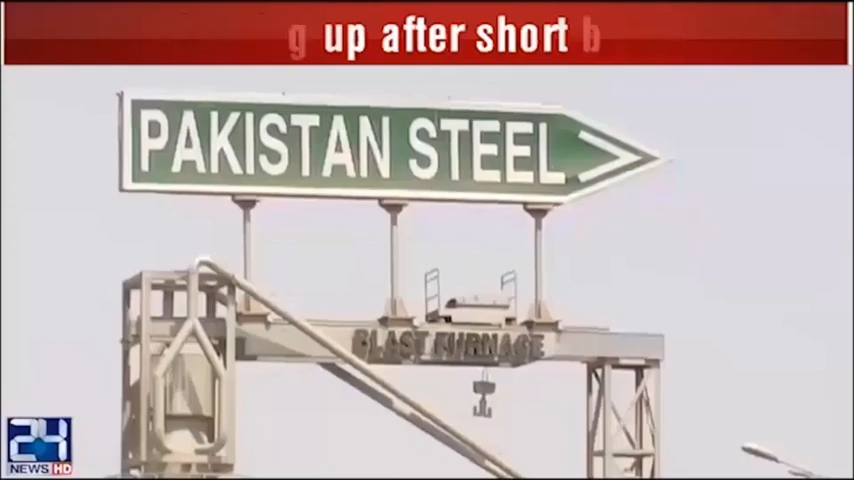 up after short
PAKISTAN STEEL
BLAST FURNACE
24
NEWS HD